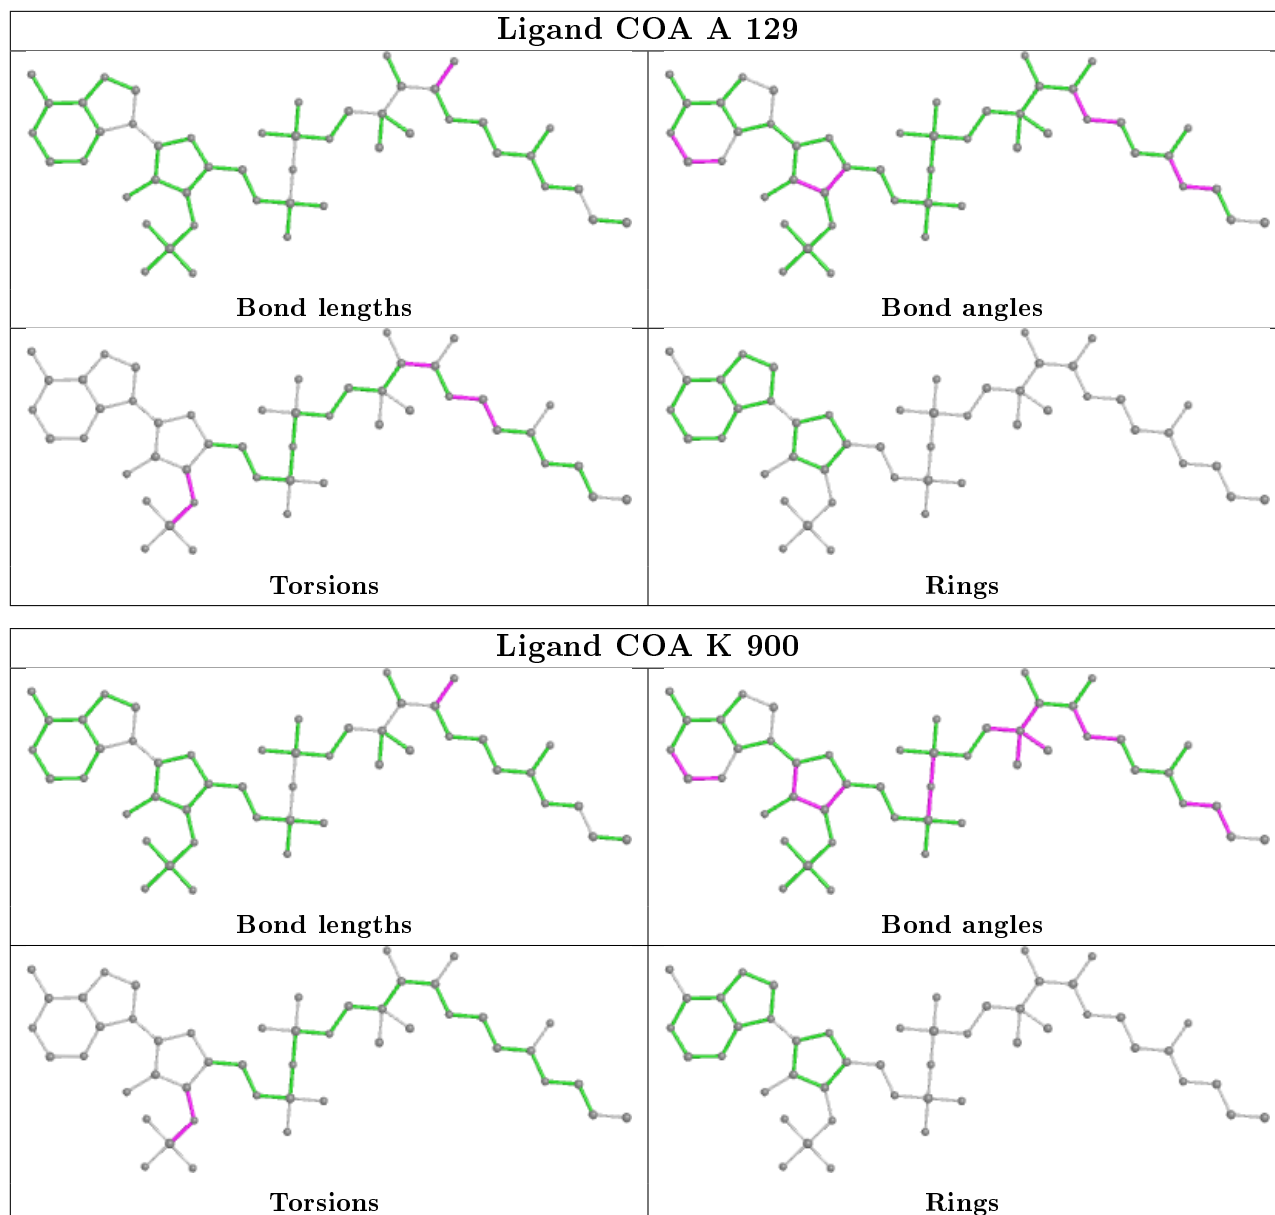 Ligand COA A 129
Bond lengths
Bond angles
Torsions
Rings
Ligand COA K 900
Bond lengths
Bond angles
Torsions
Rings